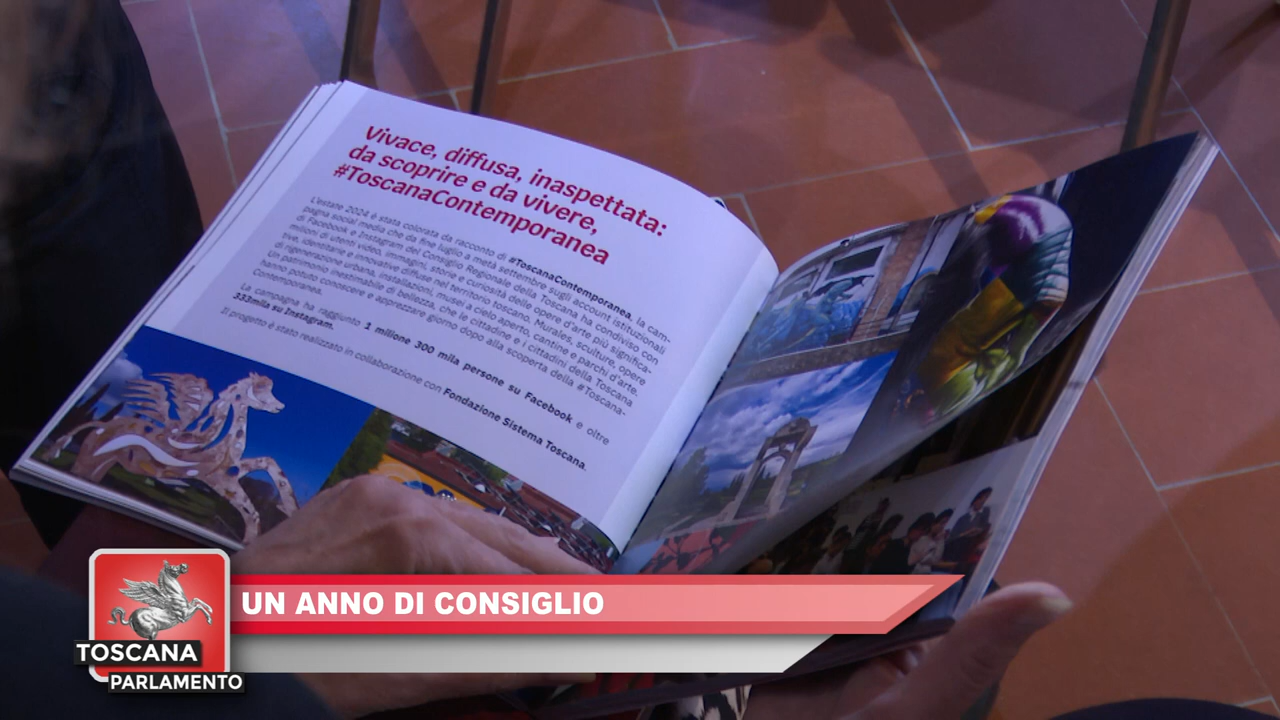 Vivace, diffusa, inaspettata:
da scoprire e da vivere,
#ToscanaContemporanea
L'estate 2024 è stata colorata da racconto di #ToscanaContemporanea, la cam-
pagna social media che da fine luglio a metà settembre sugli account istituzionali
di Facebook e Instagram del Consiglio Regionale della Toscana ha condiviso con
milioni di utenti video, immagini, storie e curiosità delle opere d'arte più significa-
tive, identitarie e innovative diffuse nel territorio toscano. Murales, sculture, opere
di rigenerazione urbana, installazioni, musei a cielo aperto, cantine e parchi d'arte.
Un patrimonio inestimabile di bellezza, che le cittadine e i cittadini della Toscana
hanno potuto conoscere e apprezzare giorno dopo alla scoperta della #Toscana-
Contemporanea.
La campagna ha raggiunto 1 milione 300 mila persone su Facebook e oltre
333mila su Instagram.
Il progetto è stato realizzato in collaborazione con Fondazione Sistema Toscana.
UN ANNO DI CONSIGLIO
TOSCANA
PARLAMENTO